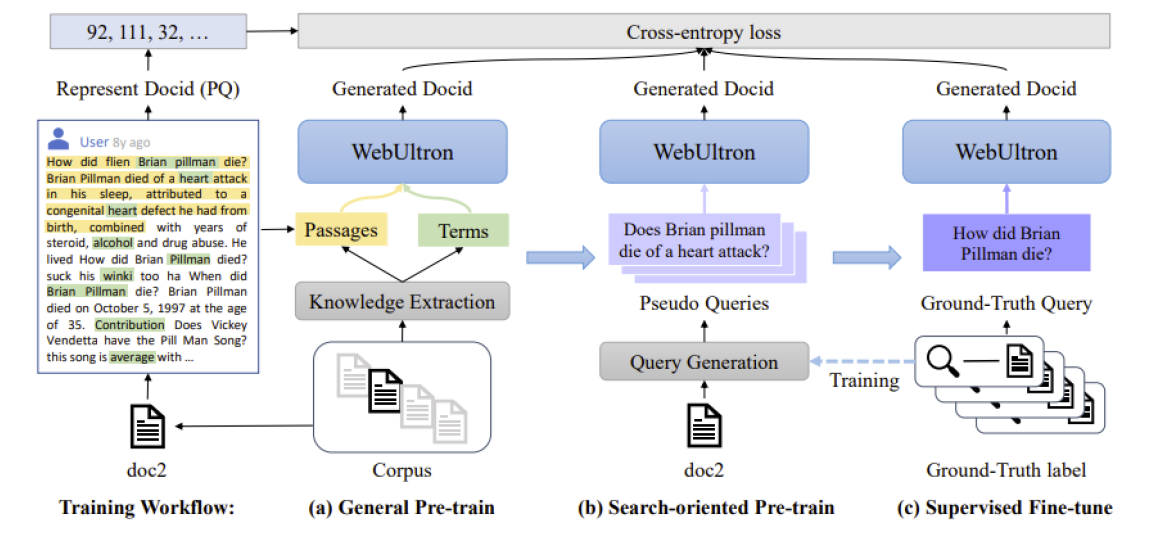 92, 111, 32, …
Cross-entropy loss
Represent Docid (PQ)
Generated Docid
Generated Docid
Generated Docid
User 8y ago
How did flien Brian pillman die?
Brian Pillman died of a heart attack
in his sleep, attributed to a
congenital heart defect he had from
birth, combined with years of
steroid, alcohol and drug abuse. He
lived How did Brian Pillman died?
suck his winki too ha When did
Brian Pillman die? Brian Pillman
died on October 5, 1997 at the age
of 35. Contribution Does Vickey
Vendetta have the Pill Man Song?
this song is average with ...
WebUltron
WebUltron
WebUltron
Passages
Terms
Does Brian pillman
die of a heart attack?
How did Brian
Pillman die?
Knowledge Extraction
Pseudo Queries
Ground-Truth Query
Query Generation
Training
doc2
Corpus
doc2
Ground-Truth label
Training Workflow:
(a) General Pre-train
(b) Search-oriented Pre-train
(c) Supervised Fine-tune